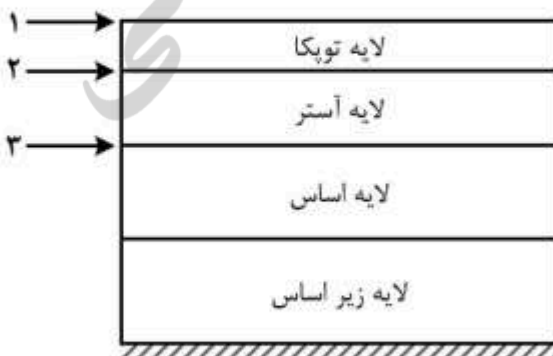 ۱
لایه توپکا
۲
لایه آستر
۳
لایه اساس
لایه زیر اساس